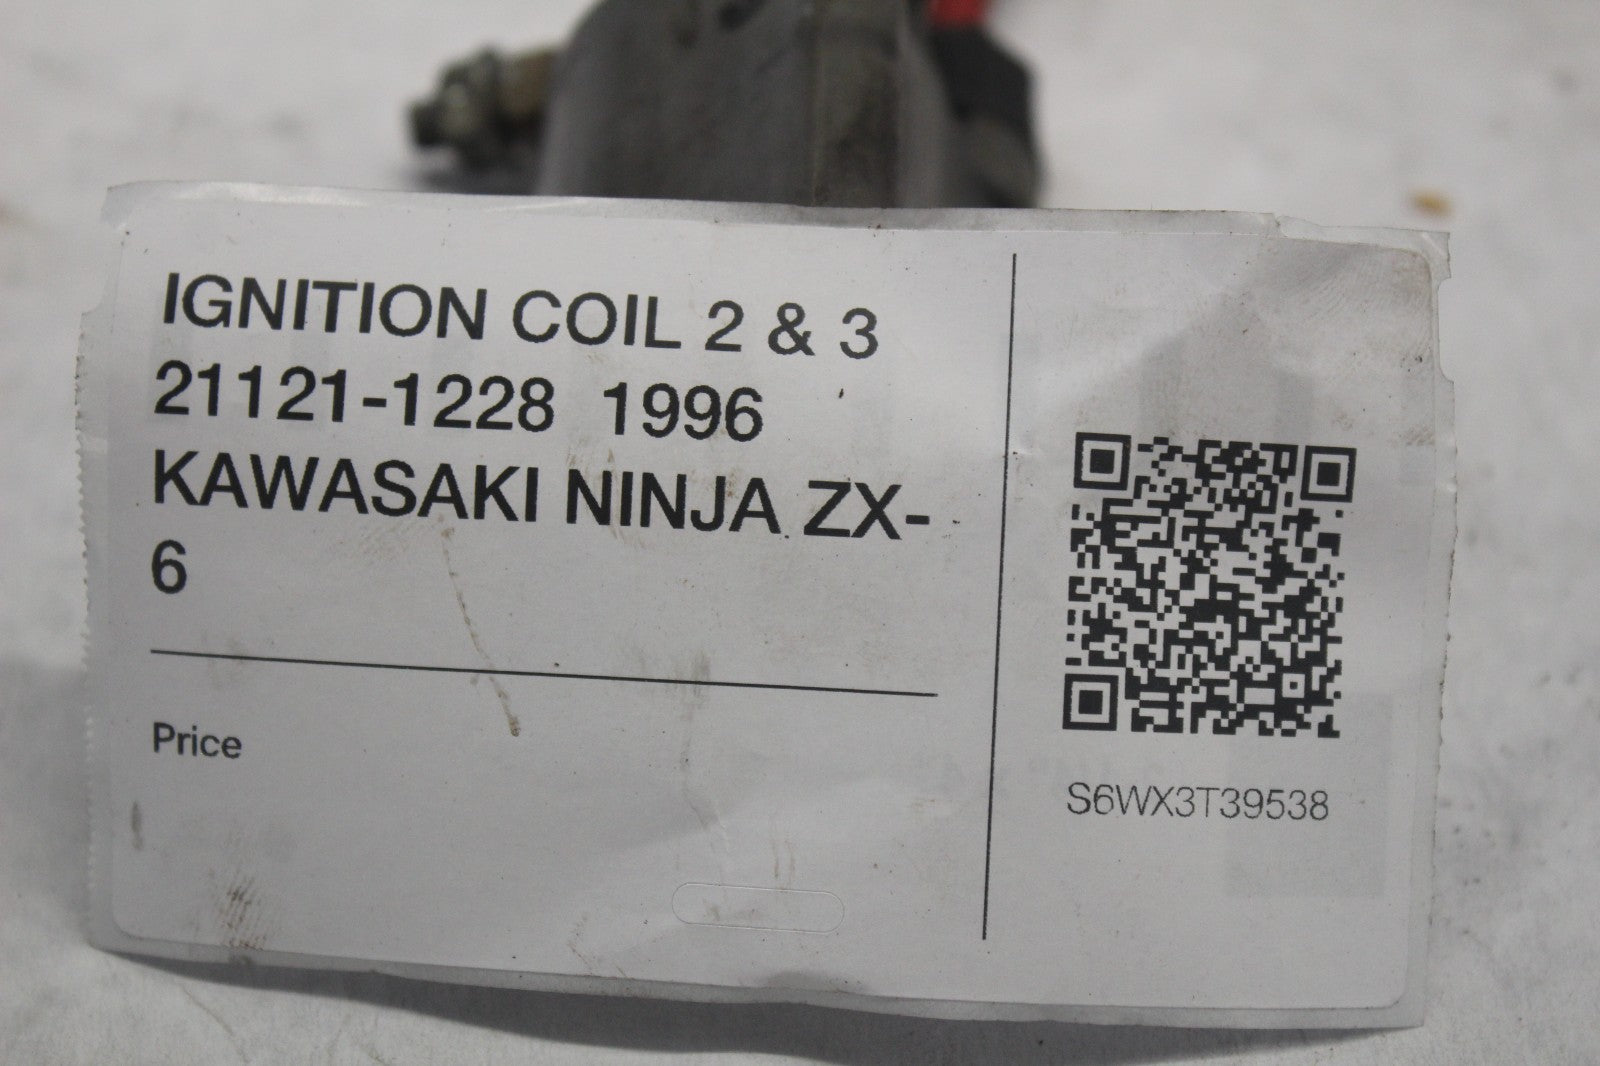 IGNITION COIL 2 & 3
21121-1228 1996
KAWASAKI NINJA ZX-
6
Price
S6WX3T39538